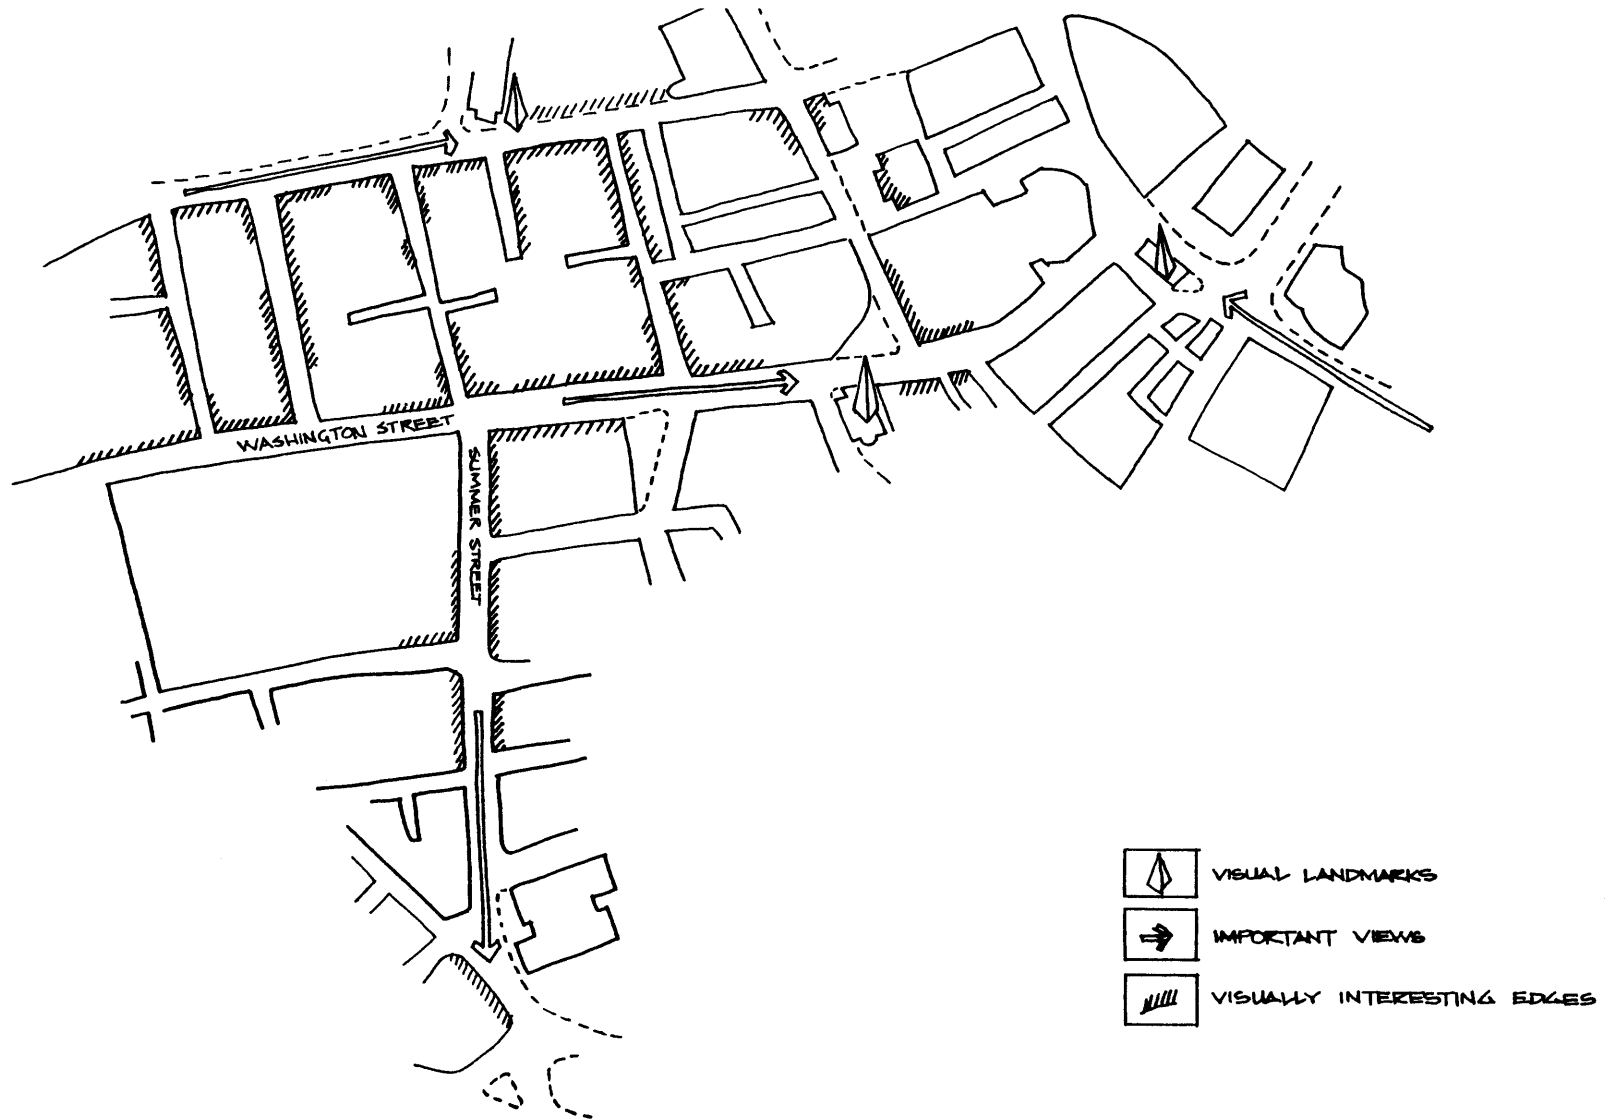 WASHINGTON STREET
SUMMER STREET
VISUAL LANDMARKS
IMPORTANT VIEWS
VISUALLY INTERESTING EDGES